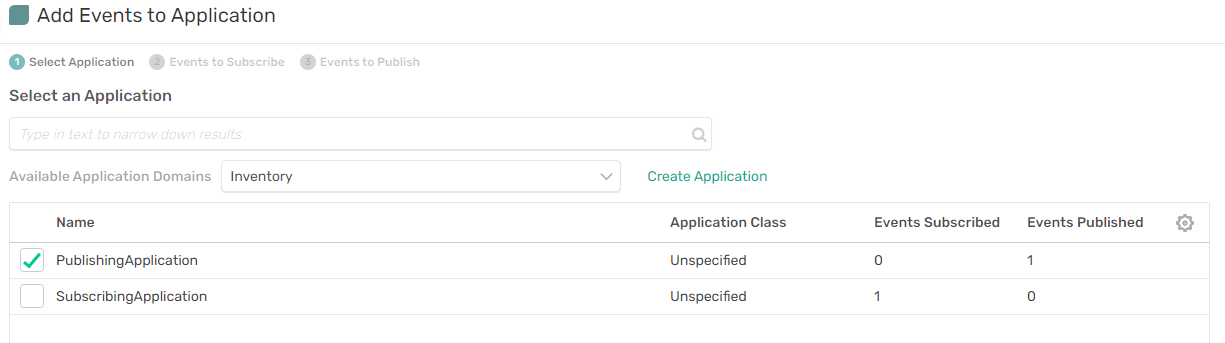 Add Events to Application
1 Select Application 2 Events to Subscribe 3 Events to Publish
Select an Application
Type in text to narrow down results
Available Application Domains Inventory Create Application
Name Application Class Events Subscribed Events Published
PublishingApplication Unspecified 0 1
SubscribingApplication Unspecified 1 0